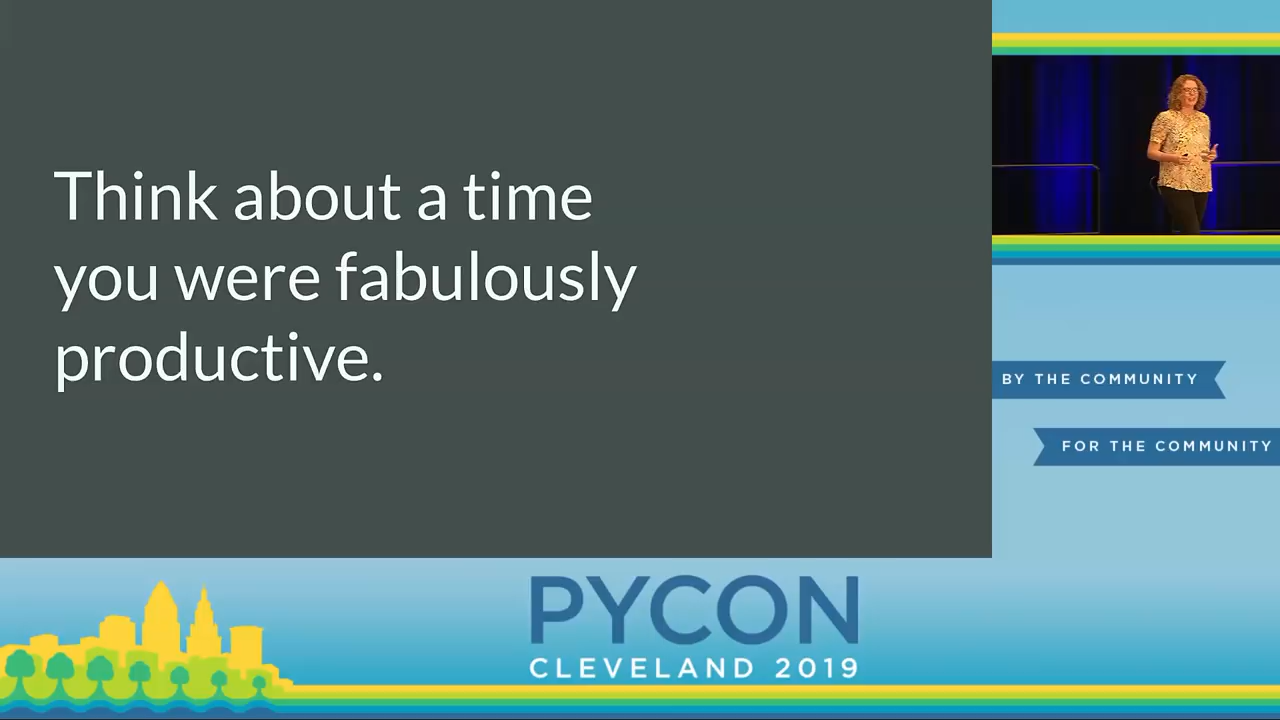 Think about a time
you were fabulously
productive.
BY THE COMMUNITY
FOR THE COMMUNITY
PYCON
CLEVELAND 2019